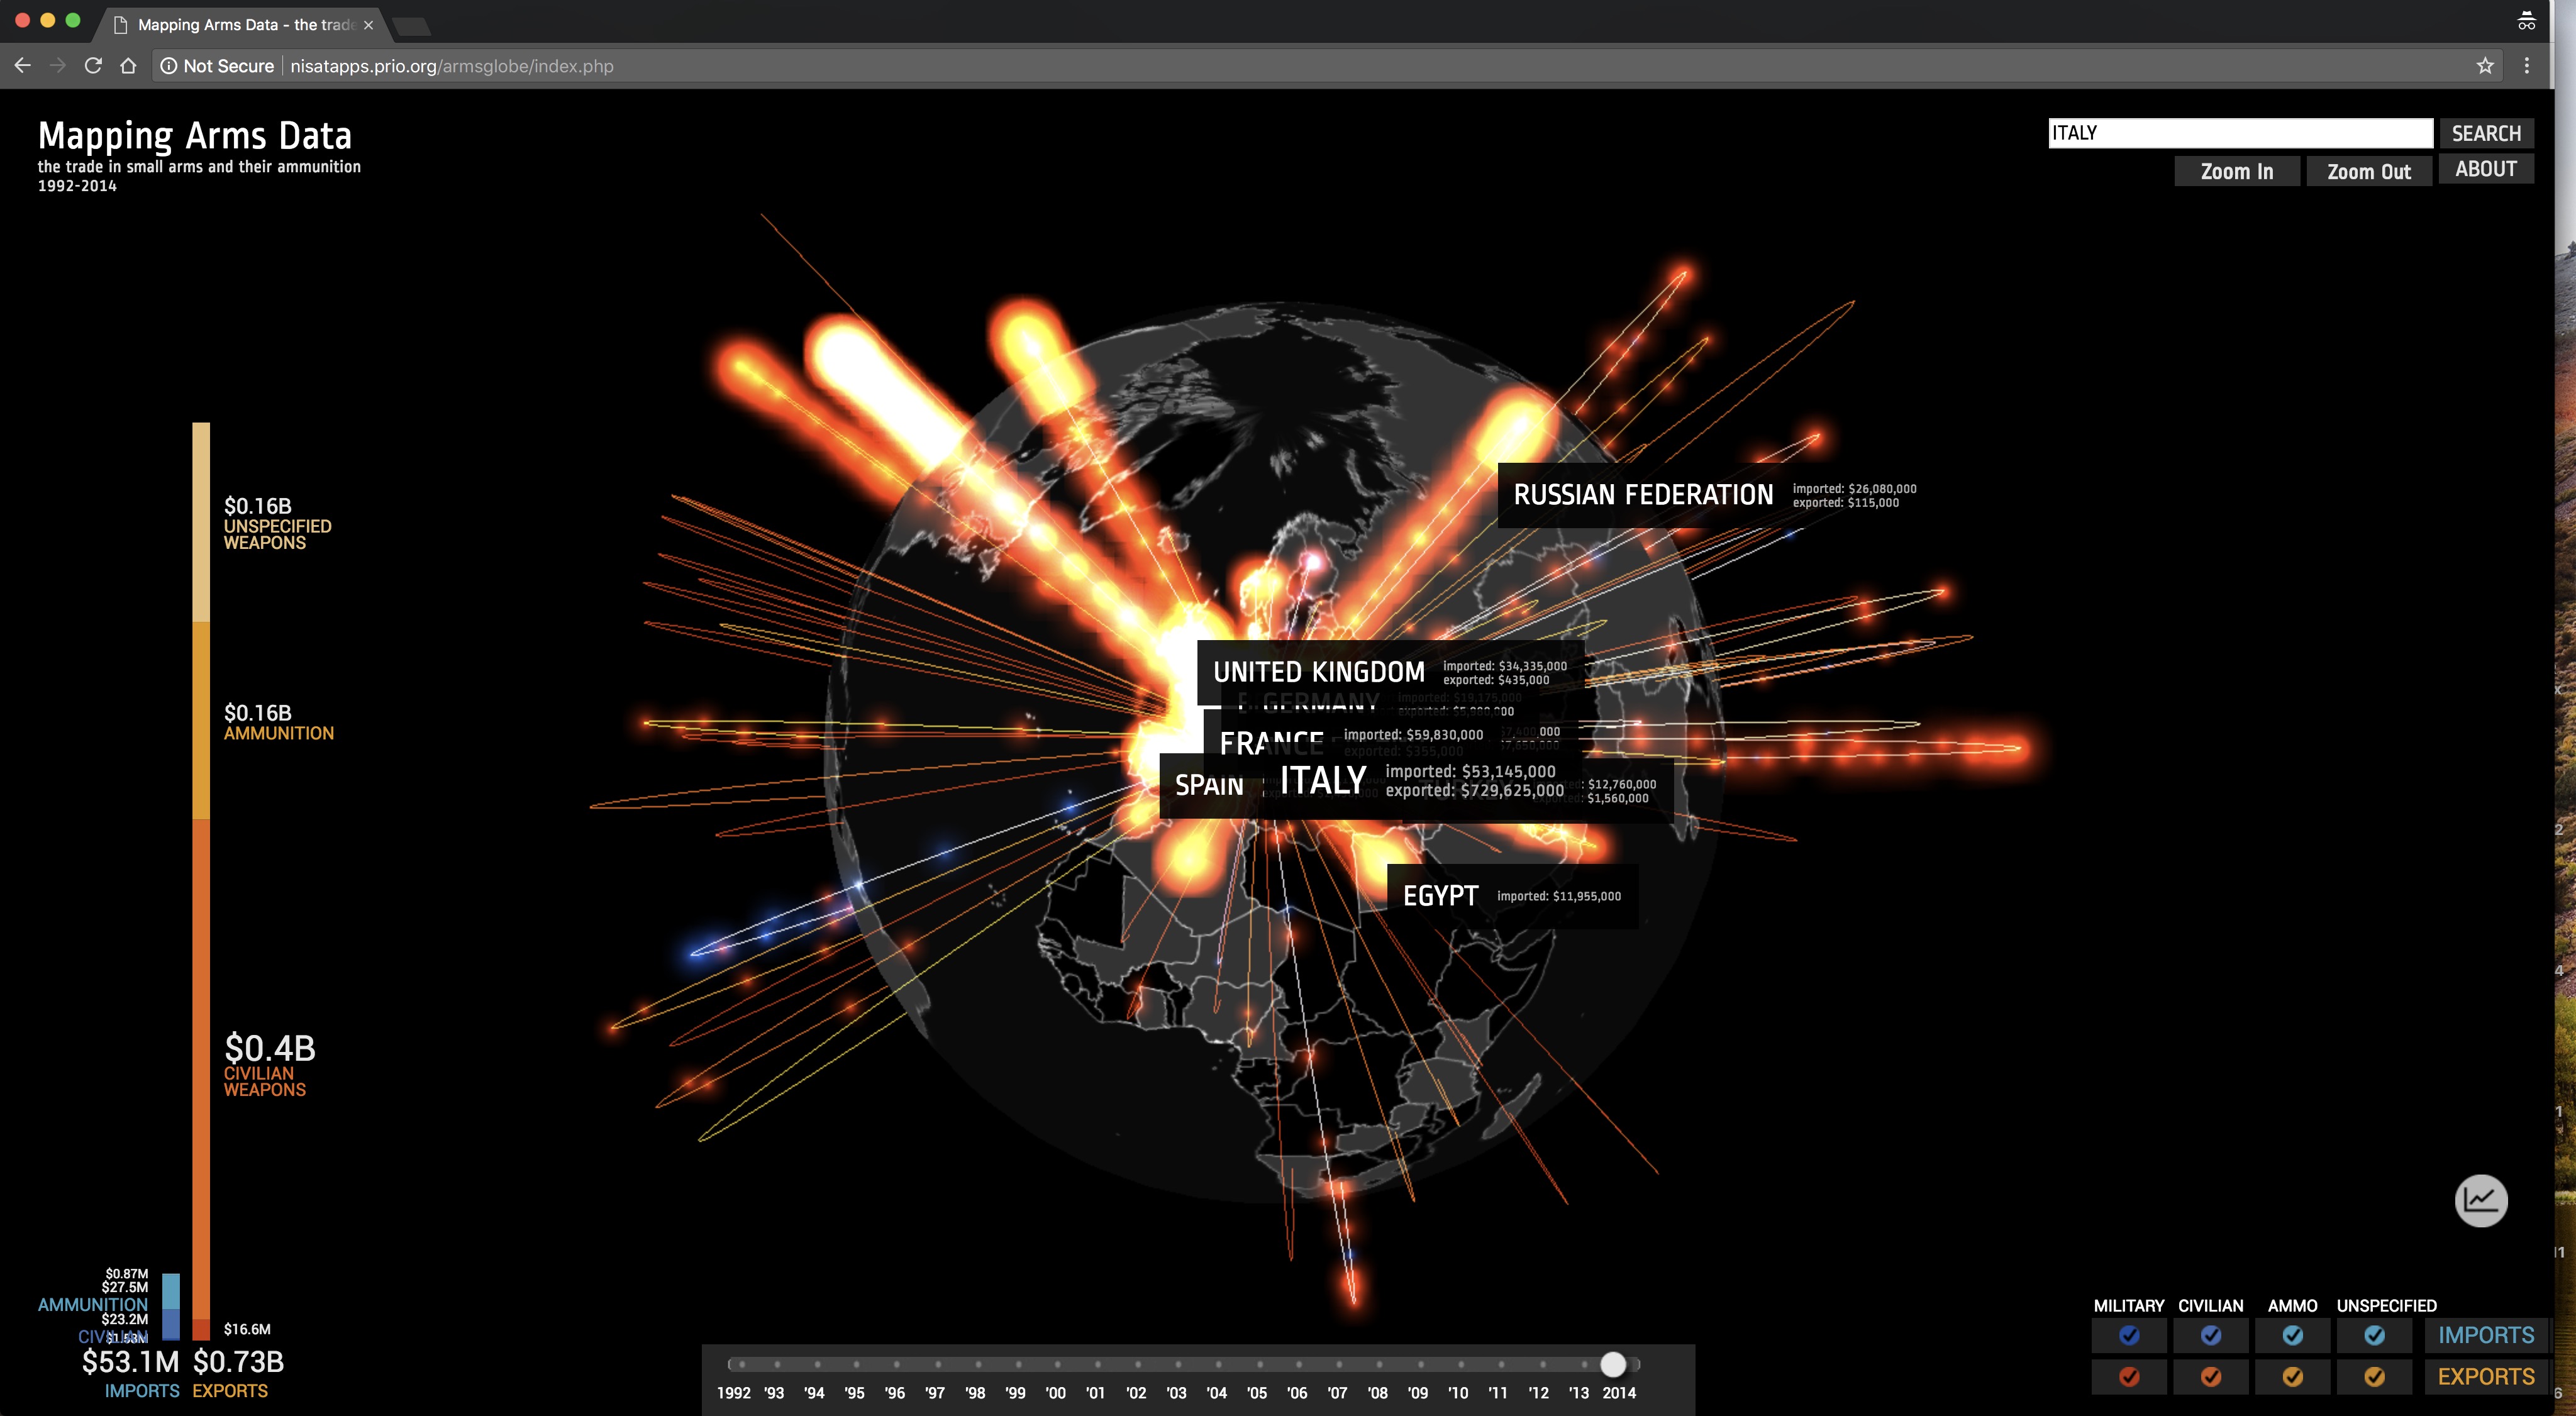 Mapping Arms Data - the trade
Not Secure
nisatapps.prio.org/armsglobe/index.php
Mapping Arms Data
the trade in small arms and their ammunition
1992-2014
ITALY
SEARCH
Zoom In
Zoom Out
ABOUT
$0.16B
UNSPECIFIED
WEAPONS
$0.16B
AMMUNITION
$0.4B
CIVILIAN
WEAPONS
$16.6M
$0.87M
$27.5M
AMMUNITION
$23.2M
CIVILIAN
$53.1M
IMPORTS
$0.73B
EXPORTS
RUSSIAN FEDERATION
imported: $26,080,000
exported: $115,000
UNITED KINGDOM
imported: $34,335,000
exported: $435,000
GERMANY
imported: $19,175,000
FRANCE
imported: $59,830,000
exported: $355,000
SPAIN
ITALY
imported: $53,145,000
exported: $729,625,000
TURKEY
$12,760,000
$1,560,000
EGYPT
imported: $11,955,000
1992 '93 '94 '95 '96 '97 '98 '99 '00 '01 '02 '03 '04 '05 '06 '07 '08 '09 '10 '11 '12 '13 2014
MILITARY CIVILIAN AMMO UNSPECIFIED
IMPORTS
EXPORTS